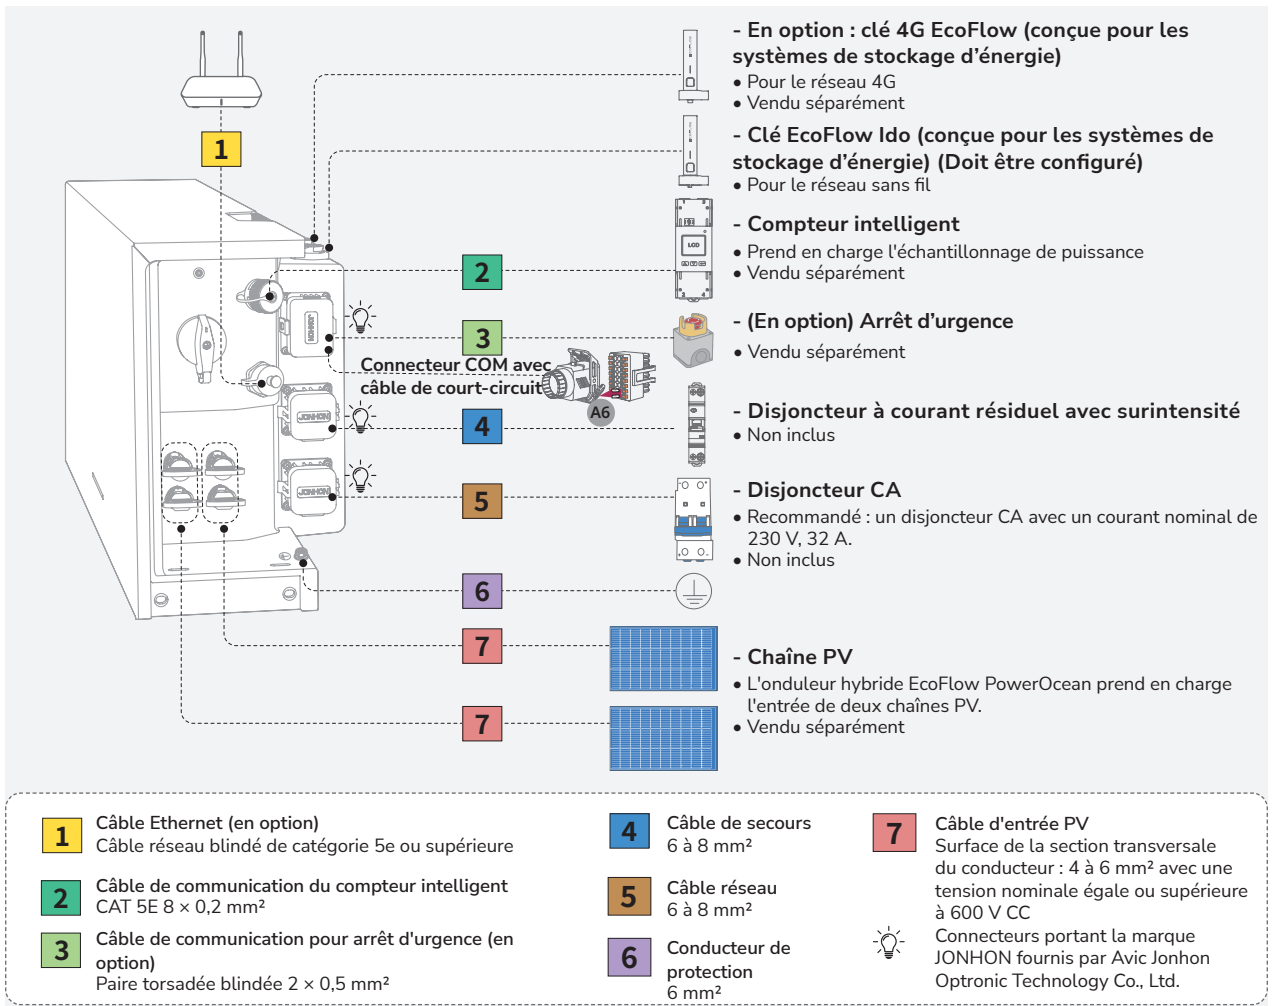 - En option : clé 4G EcoFlow (conçue pour les
systèmes de stockage d'énergie)
• Pour le réseau 4G
• Vendu séparément
1
- Clé EcoFlow Ido (conçue pour les systèmes de
stockage d'énergie) (Doit être configuré)
• Pour le réseau sans fil
- Compteur intelligent
• Prend en charge l'échantillonnage de puissance
• Vendu séparément
LCD
2
- (En option) Arrêt d'urgence
• Vendu séparément
3
JONHON
Connecteur COM avec
câble de court-circuit
A6
- Disjoncteur à courant résiduel avec surintensité
• Non inclus
4
JONHON
- Disjoncteur CA
• Recommandé : un disjoncteur CA avec un courant nominal de
230 V, 32 A.
• Non inclus
5
JONHON
6
7
- Chaîne PV
• L'onduleur hybride EcoFlow PowerOcean prend en charge
l'entrée de deux chaînes PV.
• Vendu séparément
7
1
Câble Ethernet (en option)
Câble réseau blindé de catégorie 5e ou supérieure
2
Câble de communication du compteur intelligent
CAT 5E 8 × 0,2 mm²
3
Câble de communication pour arrêt d'urgence (en
option)
Paire torsadée blindée 2 × 0,5 mm²
4
Câble de secours
6 à 8 mm²
5
Câble réseau
6 à 8 mm²
6
Conducteur de
protection
6 mm²
7
Câble d'entrée PV
Surface de la section transversale
du conducteur : 4 à 6 mm² avec une
tension nominale égale ou supérieure
à 600 V CC
Connecteurs portant la marque
JONHON fournis par Avic Jonhon
Optronic Technology Co., Ltd.